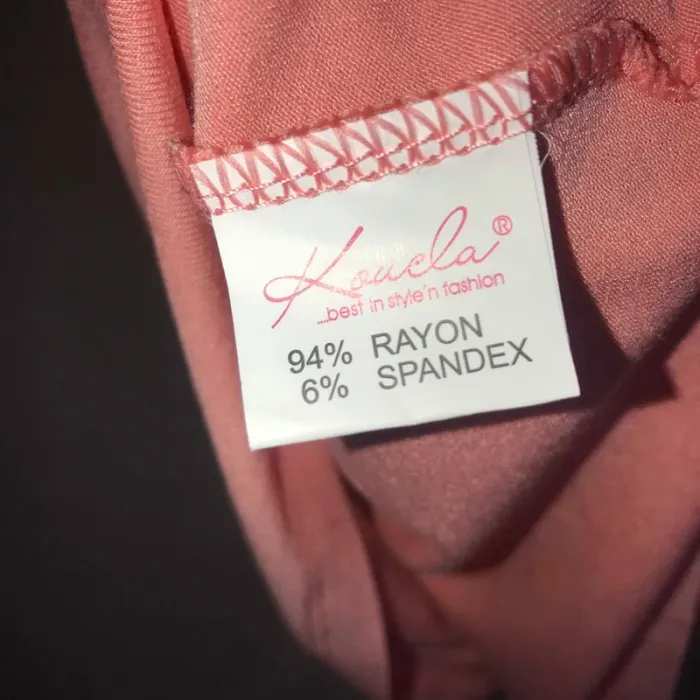 Koucla®
...best in style'n fashion
94% RAYON
6% SPANDEX